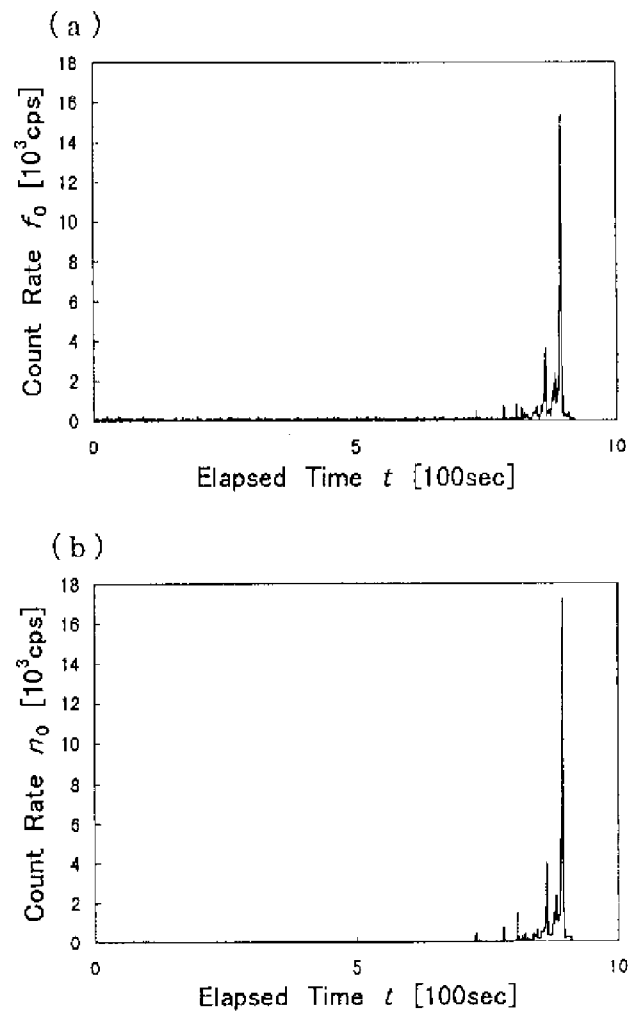 (a)
Count Rate f₀ [10³cps]
18
16
14
12
10
8
6
4
2
0
0 5 10
Elapsed Time t [100sec]
(b)
Count Rate n₀ [10³cps]
18
16
14
12
10
8
6
4
2
0
0 5 10
Elapsed Time t [100sec]